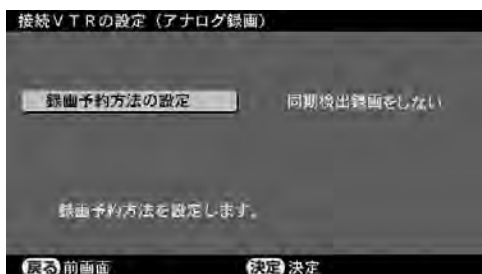 接続ＶＴＲの設定（アナログ録画）
録画予約方法の設定 同期検出録画をしない
録画予約方法を設定します。
戻る 前画面 決定 決定